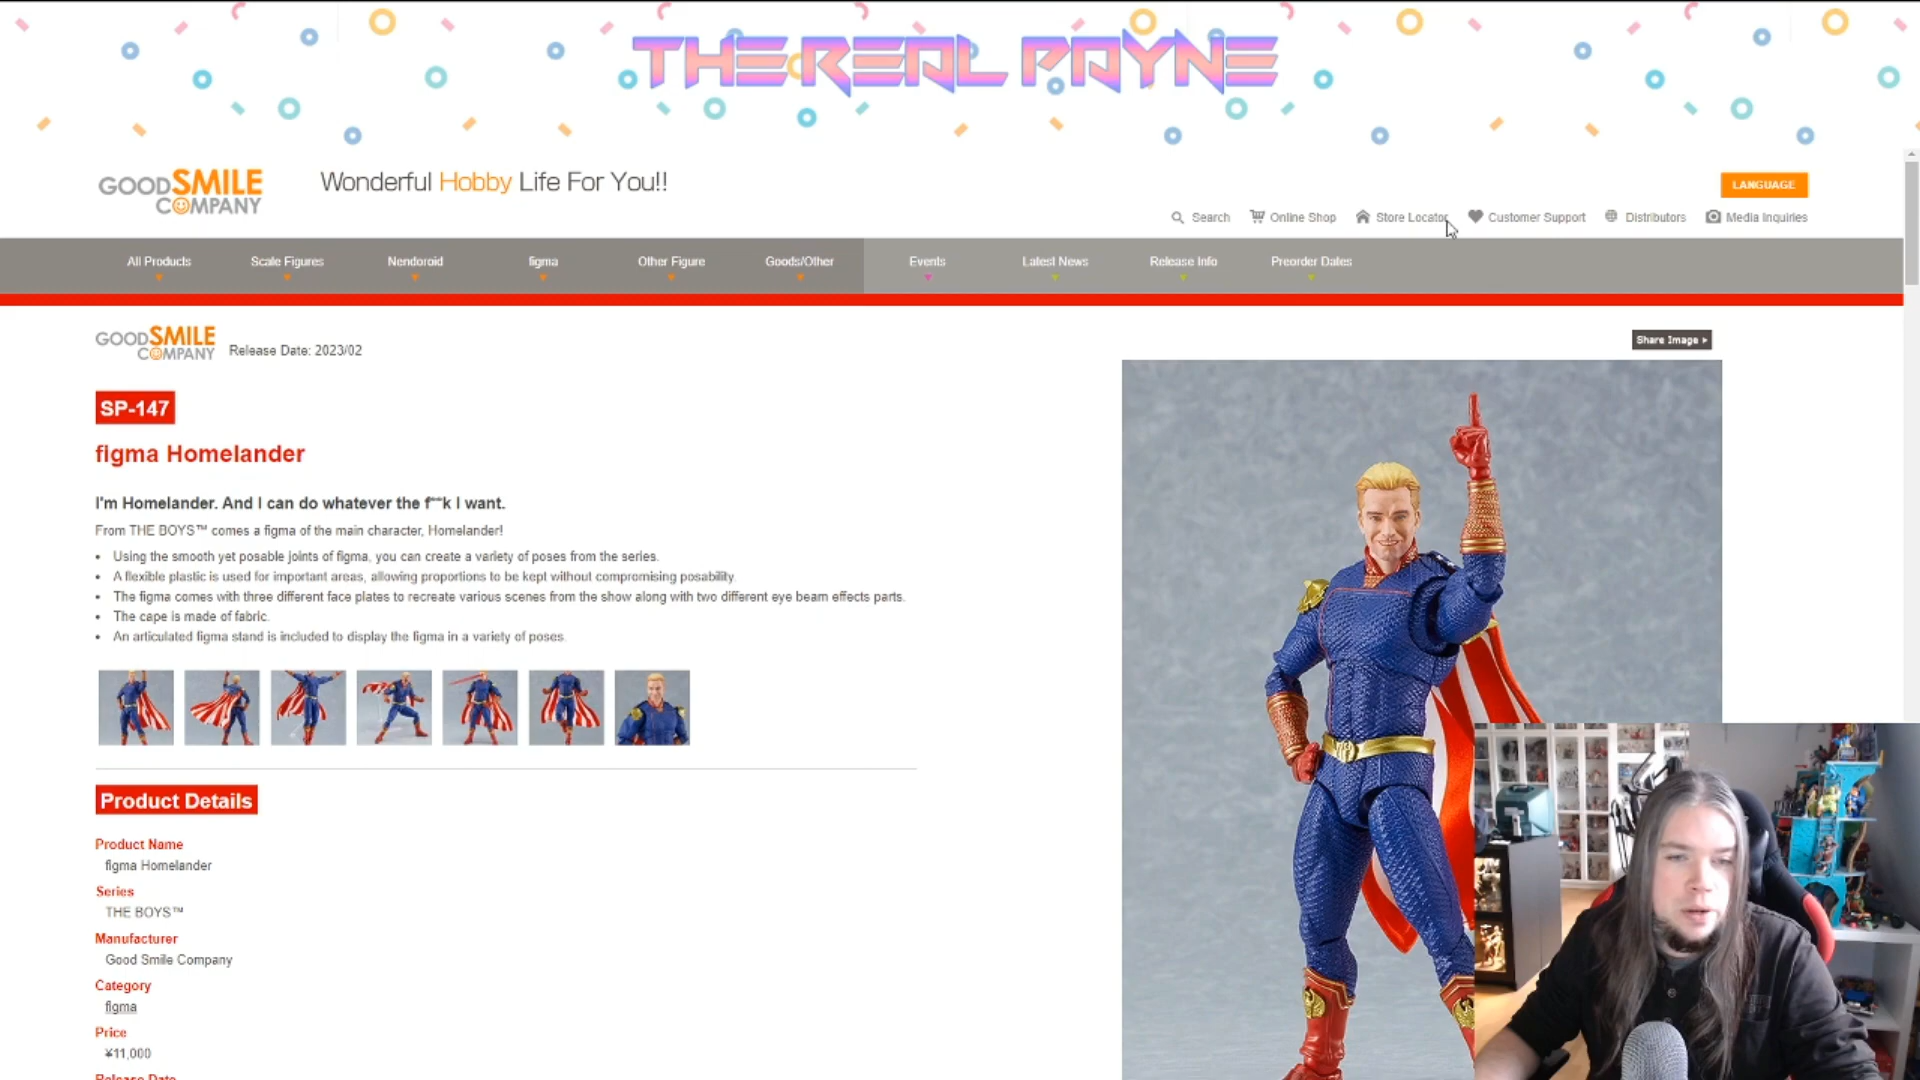 THE REAL PAYNE
GOODSMILE COMPANY
Wonderful Hobby Life For You!!
LANGUAGE
Search Online Shop Store Locator Customer Support Distributors Media Inquiries
All Products Scale Figures Nendoroid figma Other Figure Goods/Other Events Latest News Release Info Preorder Dates
GOODSMILE COMPANY Release Date: 2023/02
Share Image
SP-147
figma Homelander
I'm Homelander. And I can do whatever the f**k I want.
From THE BOYS™ comes a figma of the main character, Homelander!
• Using the smooth yet posable joints of figma, you can create a variety of poses from the series.
• A flexible plastic is used for important areas, allowing proportions to be kept without compromising posability.
• The figma comes with three different face plates to recreate various scenes from the show along with two different eye beam effects parts.
• The cape is made of fabric.
• An articulated figma stand is included to display the figma in a variety of poses.
Product Details
Product Name
figma Homelander
Series
THE BOYS™
Manufacturer
Good Smile Company
Category
figma
Price
¥11,000
Release Date